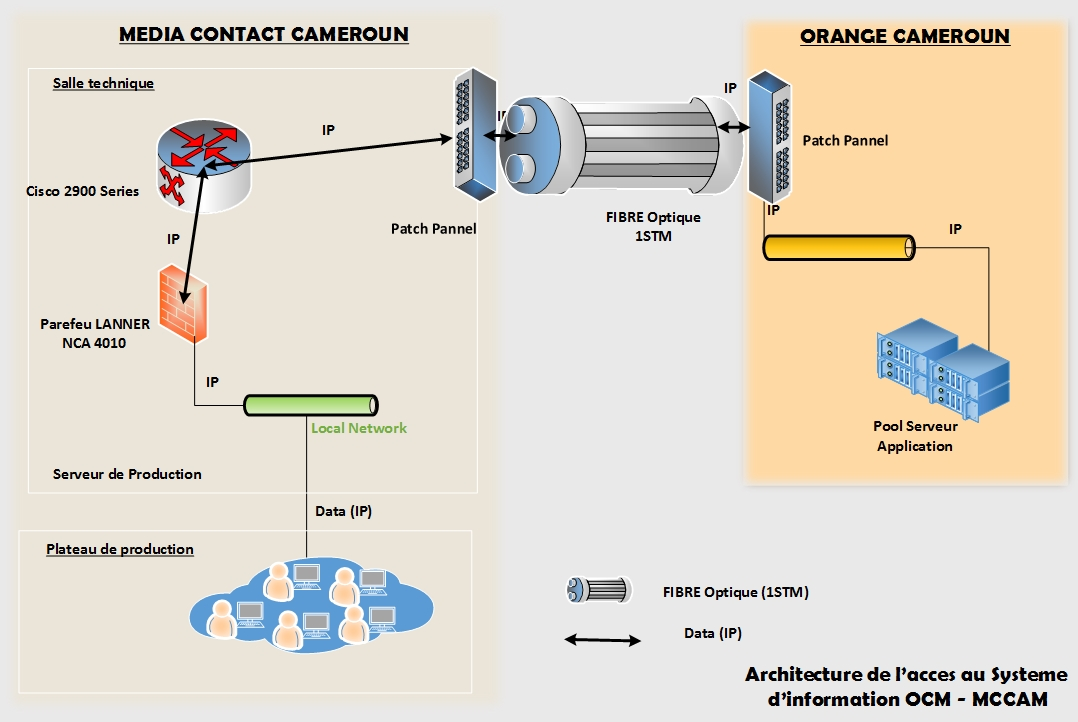 MEDIA CONTACT CAMEROUN
ORANGE CAMEROUN
Salle technique
IP
IP
IP
Patch Pannel
Cisco 2900 Series
Patch Pannel
FIBRE Optique
1STM
IP
IP
IP
Parefeu LANNER
NCA 4010
IP
Local Network
Pool Serveur
Application
Serveur de Production
Data (IP)
Plateau de production
FIBRE Optique (1STM)
Data (IP)
Architecture de l'acces au Systeme
d'information OCM - MCCAM